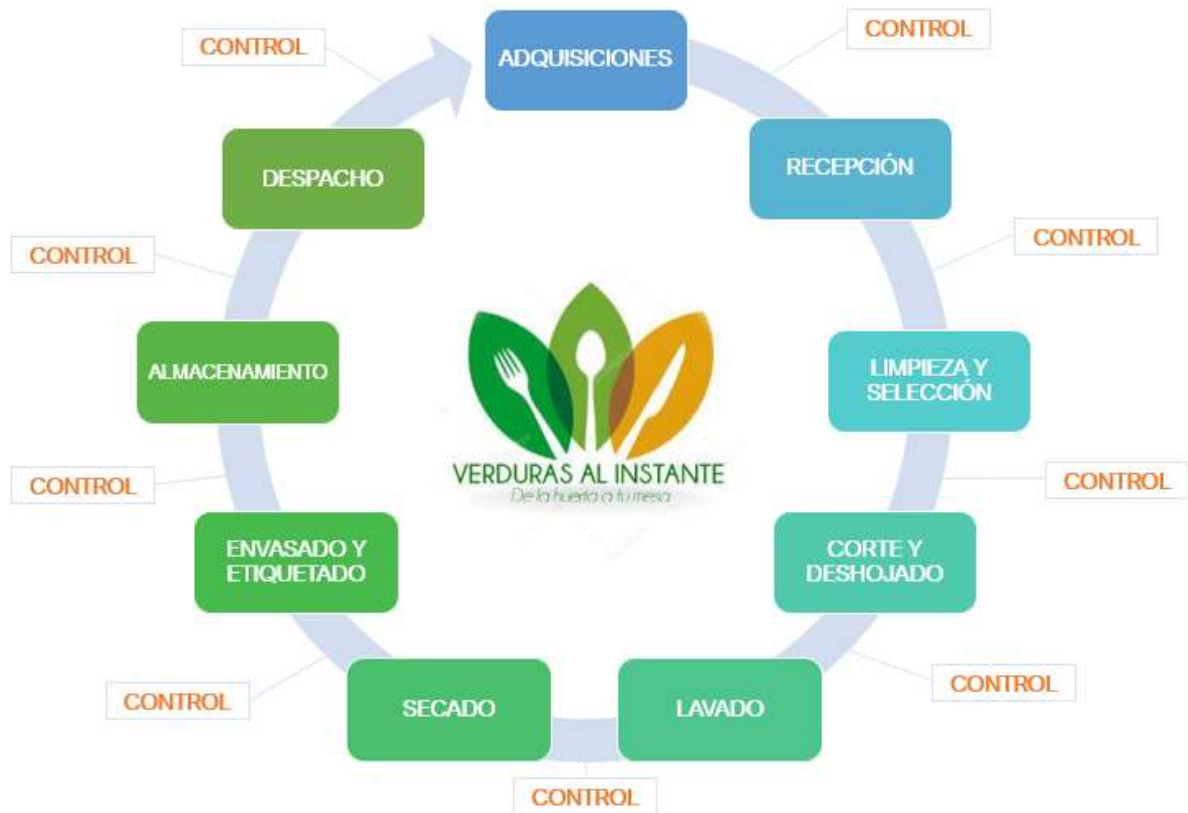 CONTROL
ADQUISICIONES
CONTROL
RECEPCIÓN
CONTROL
LIMPIEZA Y
SELECCIÓN
CONTROL
CORTE Y
DESHOJADO
CONTROL
LAVADO
CONTROL
SECADO
CONTROL
ENVASADO Y
ETIQUETADO
CONTROL
ALMACENAMIENTO
CONTROL
DESPACHO
VERDURAS AL INSTANTE
De la huerta a tu mesa